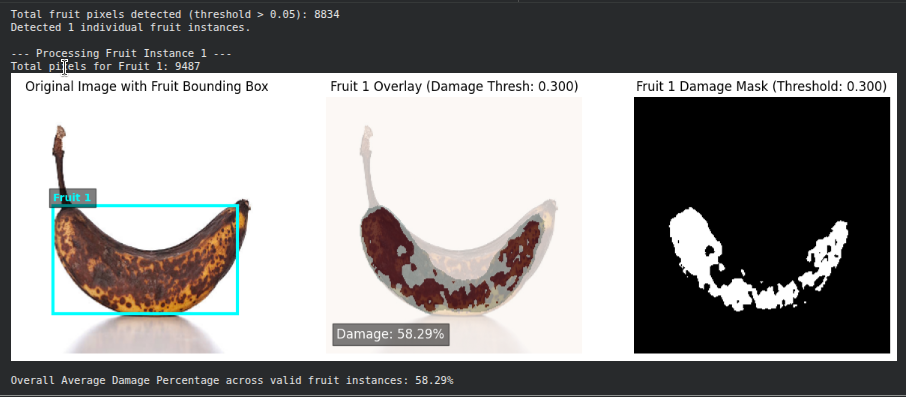 Total fruit pixels detected (threshold > 0.05): 8834
Detected 1 individual fruit instances.
--- Processing Fruit Instance 1 ---
Total pixels for Fruit 1: 9487
Original Image with Fruit Bounding Box
Fruit 1 Overlay (Damage Thresh: 0.300)
Fruit 1 Damage Mask (Threshold: 0.300)
Fruit 1
Damage: 58.29%
Overall Average Damage Percentage across valid fruit instances: 58.29%